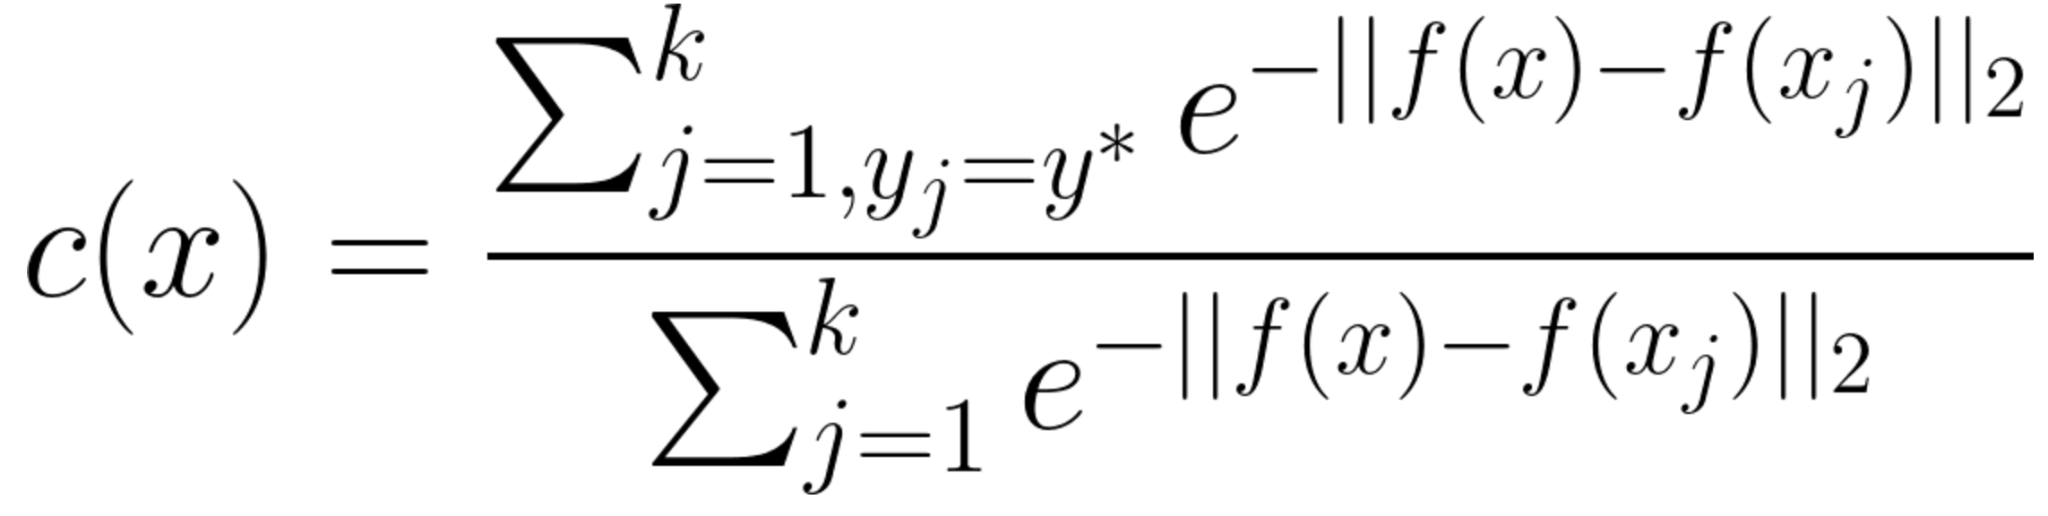 c(x) = \frac{\sum_{j=1,y_j=y^*}^{k} e^{-||f(x)-f(x_j)||_2}}{\sum_{j=1}^{k} e^{-||f(x)-f(x_j)||_2}}